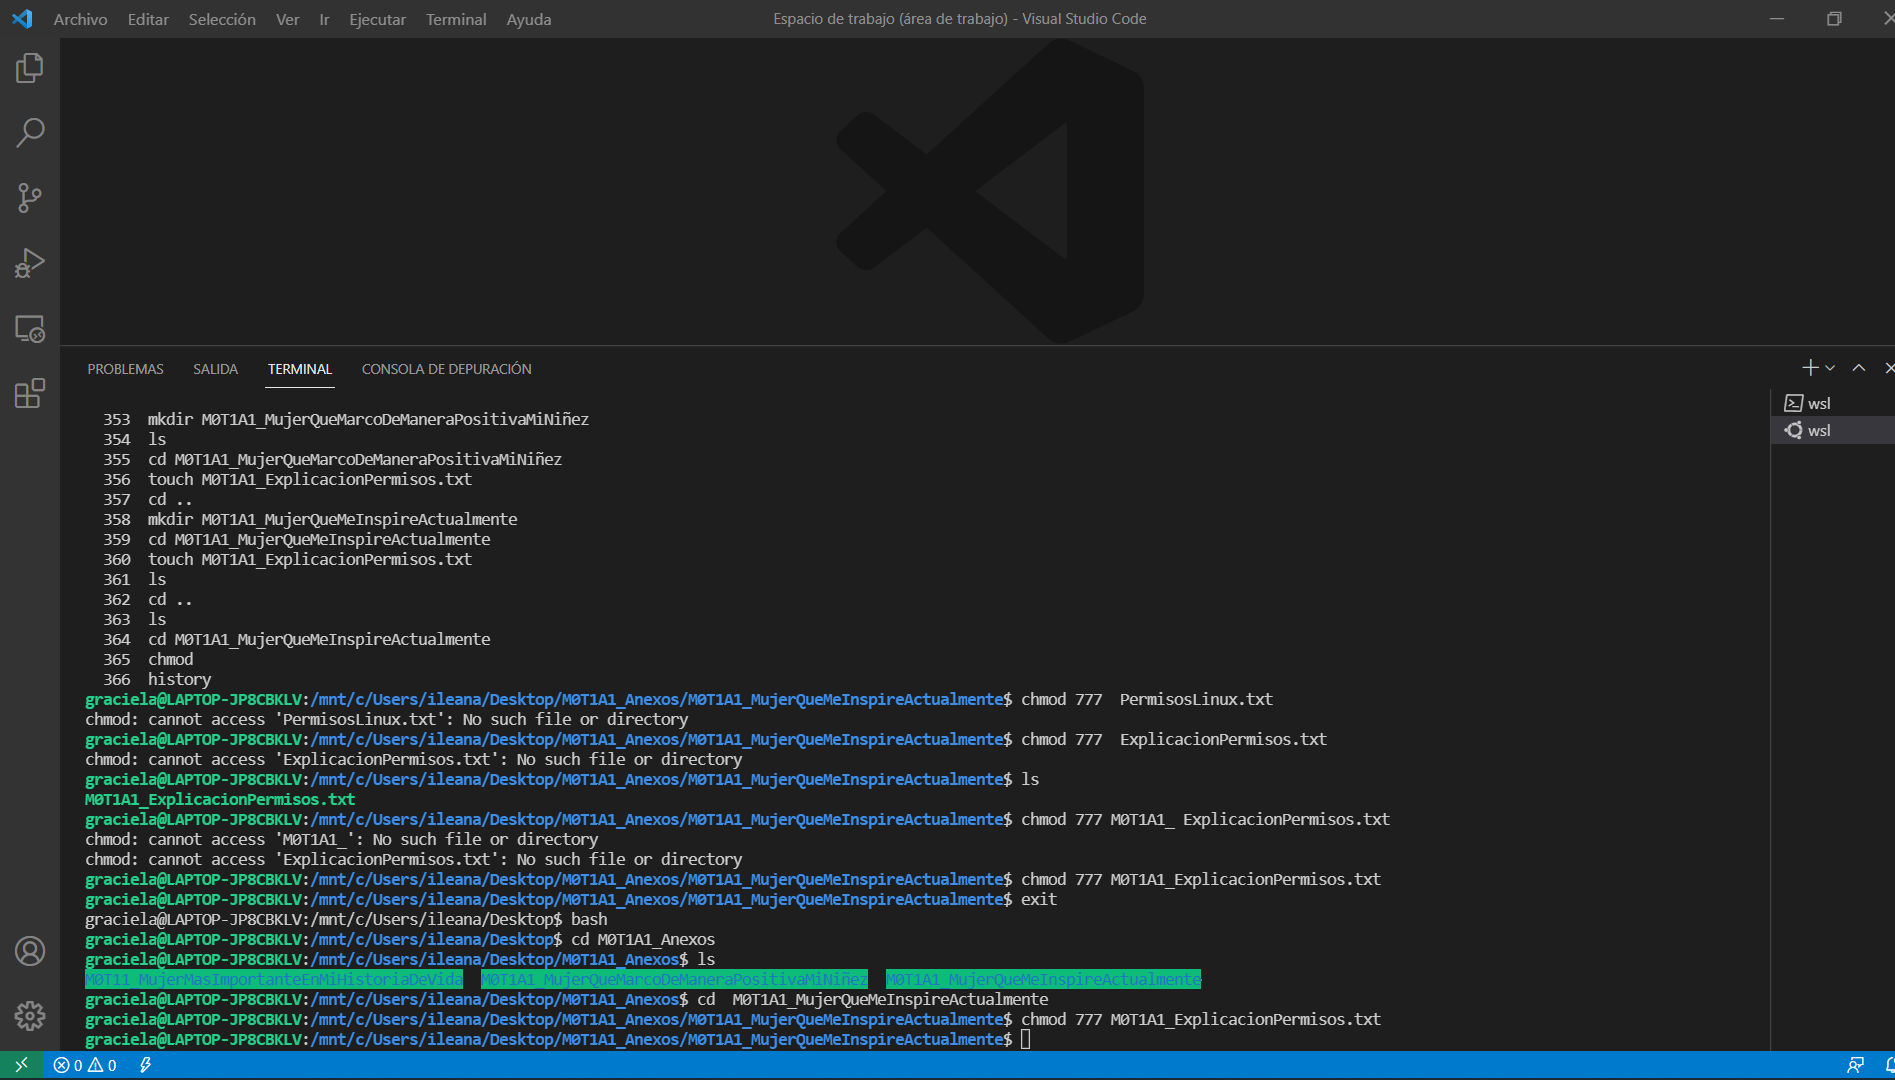 Archivo Editar Selección Ver Ir Ejecutar Terminal Ayuda Espacio de trabajo (área de trabajo) - Visual Studio Code
PROBLEMAS SALIDA TERMINAL CONSOLA DE DEPURACIÓN
wsl
wsl
353 mkdir M0T1A1_MujerQueMarcoDeManeraPositivaMiNiñez
354 ls
355 cd M0T1A1_MujerQueMarcoDeManeraPositivaMiNiñez
356 touch M0T1A1_ExplicacionPermisos.txt
357 cd ..
358 mkdir M0T1A1_MujerQueMeInspireActualmente
359 cd M0T1A1_MujerQueMeInspireActualmente
360 touch M0T1A1_ExplicacionPermisos.txt
361 ls
362 cd ..
363 ls
364 cd M0T1A1_MujerQueMeInspireActualmente
365 chmod
366 history
graciela@LAPTOP-JP8CBKLV:/mnt/c/Users/ileana/Desktop/M0T1A1_Anexos/M0T1A1_MujerQueMeInspireActualmente$ chmod 777  PermisosLinux.txt
chmod: cannot access 'PermisosLinux.txt': No such file or directory
graciela@LAPTOP-JP8CBKLV:/mnt/c/Users/ileana/Desktop/M0T1A1_Anexos/M0T1A1_MujerQueMeInspireActualmente$ chmod 777  ExplicacionPermisos.txt
chmod: cannot access 'ExplicacionPermisos.txt': No such file or directory
graciela@LAPTOP-JP8CBKLV:/mnt/c/Users/ileana/Desktop/M0T1A1_Anexos/M0T1A1_MujerQueMeInspireActualmente$ ls
M0T1A1_ExplicacionPermisos.txt
graciela@LAPTOP-JP8CBKLV:/mnt/c/Users/ileana/Desktop/M0T1A1_Anexos/M0T1A1_MujerQueMeInspireActualmente$ chmod 777 M0T1A1_ ExplicacionPermisos.txt
chmod: cannot access 'M0T1A1_': No such file or directory
chmod: cannot access 'ExplicacionPermisos.txt': No such file or directory
graciela@LAPTOP-JP8CBKLV:/mnt/c/Users/ileana/Desktop/M0T1A1_Anexos/M0T1A1_MujerQueMeInspireActualmente$ chmod 777 M0T1A1_ExplicacionPermisos.txt
graciela@LAPTOP-JP8CBKLV:/mnt/c/Users/ileana/Desktop/M0T1A1_Anexos/M0T1A1_MujerQueMeInspireActualmente$ exit
graciela@LAPTOP-JP8CBKLV:/mnt/c/Users/ileana/Desktop$ bash
graciela@LAPTOP-JP8CBKLV:/mnt/c/Users/ileana/Desktop$ cd M0T1A1_Anexos
graciela@LAPTOP-JP8CBKLV:/mnt/c/Users/ileana/Desktop/M0T1A1_Anexos$ ls
M0T11_MujerMasImportanteEnMiHistoriaDeVida  M0T1A1_MujerQueMarcoDeManeraPositivaMiNiñez  M0T1A1_MujerQueMeInspireActualmente
graciela@LAPTOP-JP8CBKLV:/mnt/c/Users/ileana/Desktop/M0T1A1_Anexos$ cd  M0T1A1_MujerQueMeInspireActualmente
graciela@LAPTOP-JP8CBKLV:/mnt/c/Users/ileana/Desktop/M0T1A1_Anexos/M0T1A1_MujerQueMeInspireActualmente$ chmod 777 M0T1A1_ExplicacionPermisos.txt
graciela@LAPTOP-JP8CBKLV:/mnt/c/Users/ileana/Desktop/M0T1A1_Anexos/M0T1A1_MujerQueMeInspireActualmente$
0 0